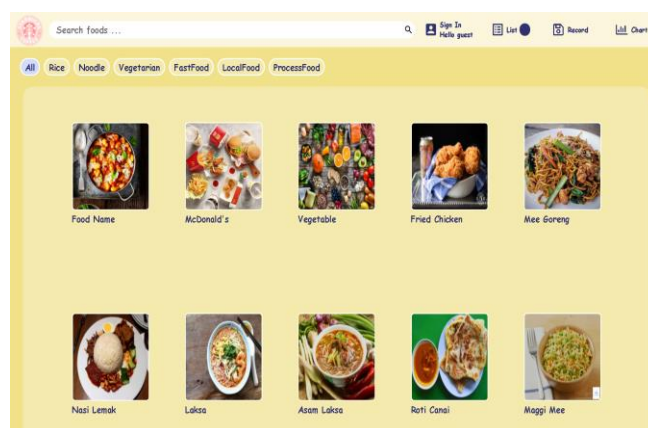 Search foods ...
Sign In
Hello guest
List
Record
Chart
All Rice Noodle Vegetarian FastFood LocalFood ProcessFood
Food Name McDonald's Vegetable Fried Chicken Mee Goreng
Nasi Lemak Laksa Asam Laksa Roti Canai Maggi Mee